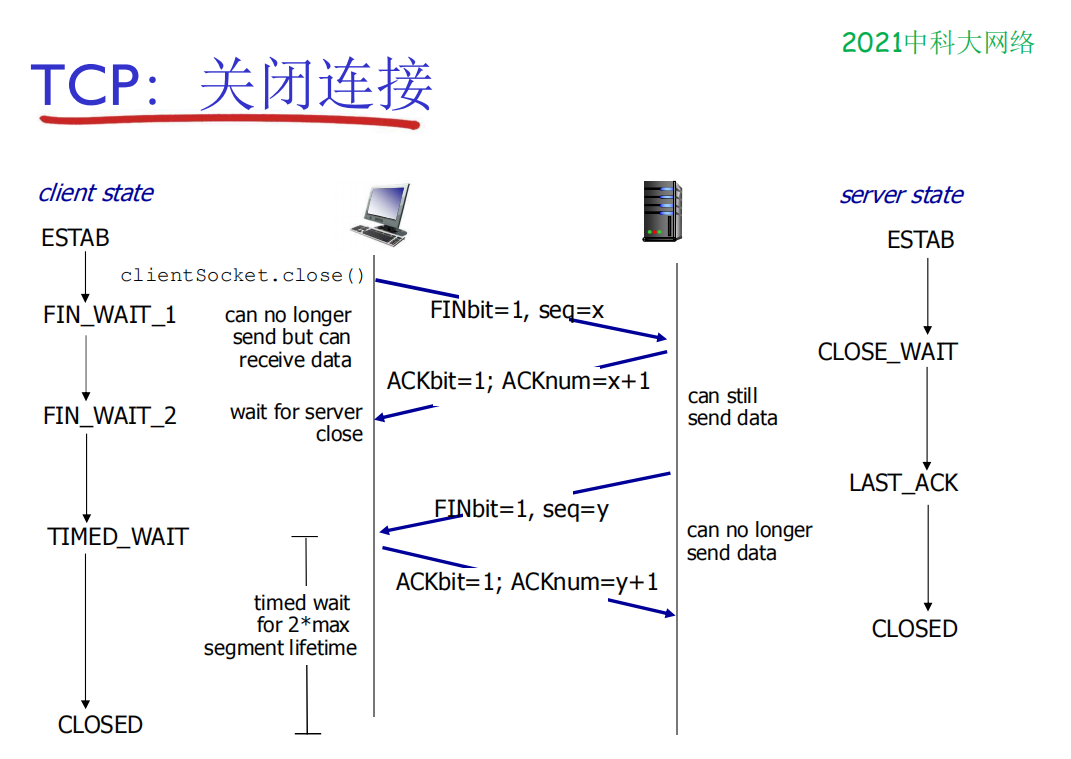 2021中科大网络
TCP：关闭连接
client state
server state
ESTAB
ESTAB
clientSocket.close()
FINbit=1, seq=x
FIN_WAIT_1
can no longer
send but can
receive data
CLOSE_WAIT
ACKbit=1; ACKnum=x+1
can still
send data
FIN_WAIT_2
wait for server
close
LAST_ACK
FINbit=1, seq=y
can no longer
send data
TIMED_WAIT
ACKbit=1; ACKnum=y+1
timed wait
for 2*max
segment lifetime
CLOSED
CLOSED